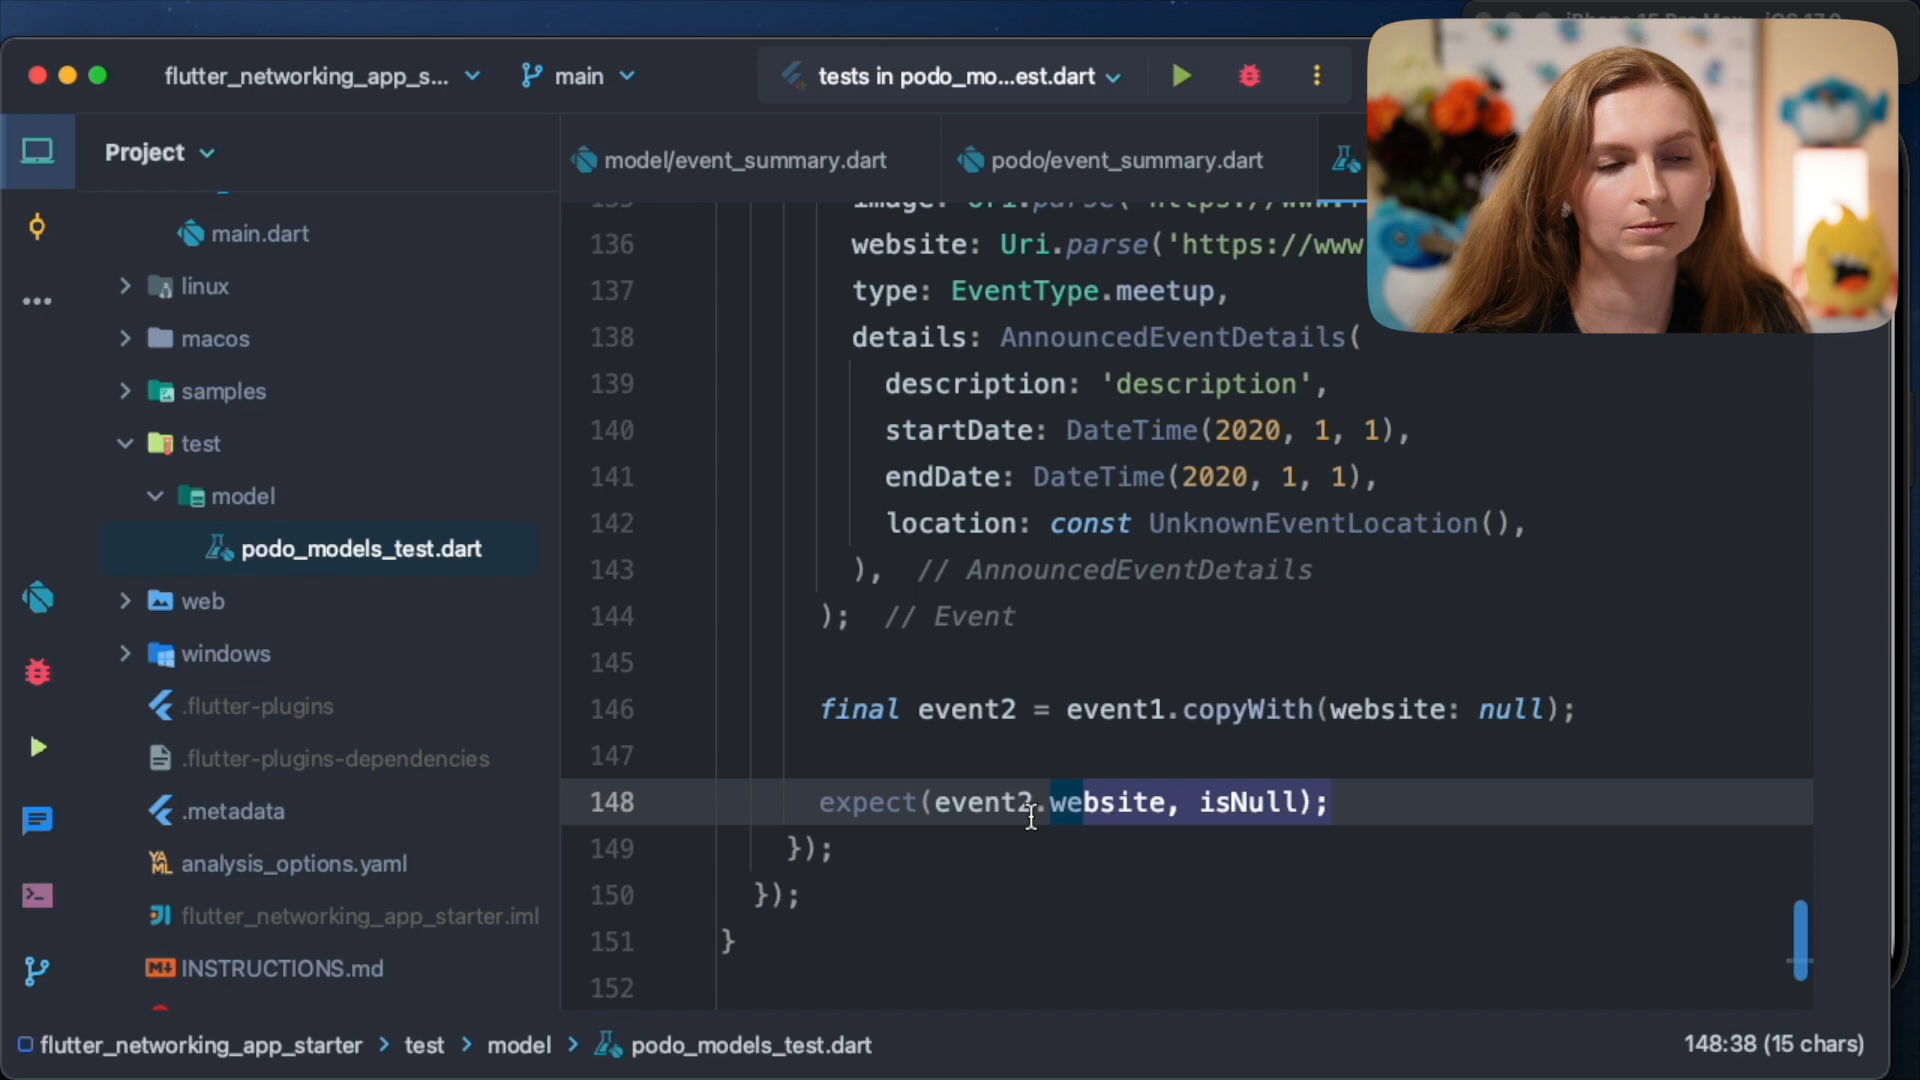 flutter_networking_app_s...
main
tests in podo_mo...est.dart
Project
model/event_summary.dart
podo/event_summary.dart
main.dart
linux
macos
samples
test
model
podo_models_test.dart
web
windows
.flutter-plugins
.flutter-plugins-dependencies
.metadata
analysis_options.yaml
flutter_networking_app_starter.iml
INSTRUCTIONS.md
136 website: Uri.parse('https://www
137 type: EventType.meetup,
138 details: AnnouncedEventDetails(
139 description: 'description',
140 startDate: DateTime(2020, 1, 1),
141 endDate: DateTime(2020, 1, 1),
142 location: const UnknownEventLocation(),
143 ), // AnnouncedEventDetails
144 ); // Event
145
146 final event2 = event1.copyWith(website: null);
147
148 expect(event2.website, isNull);
149 });
150 });
151 }
152
flutter_networking_app_starter > test > model > podo_models_test.dart
148:38 (15 chars)